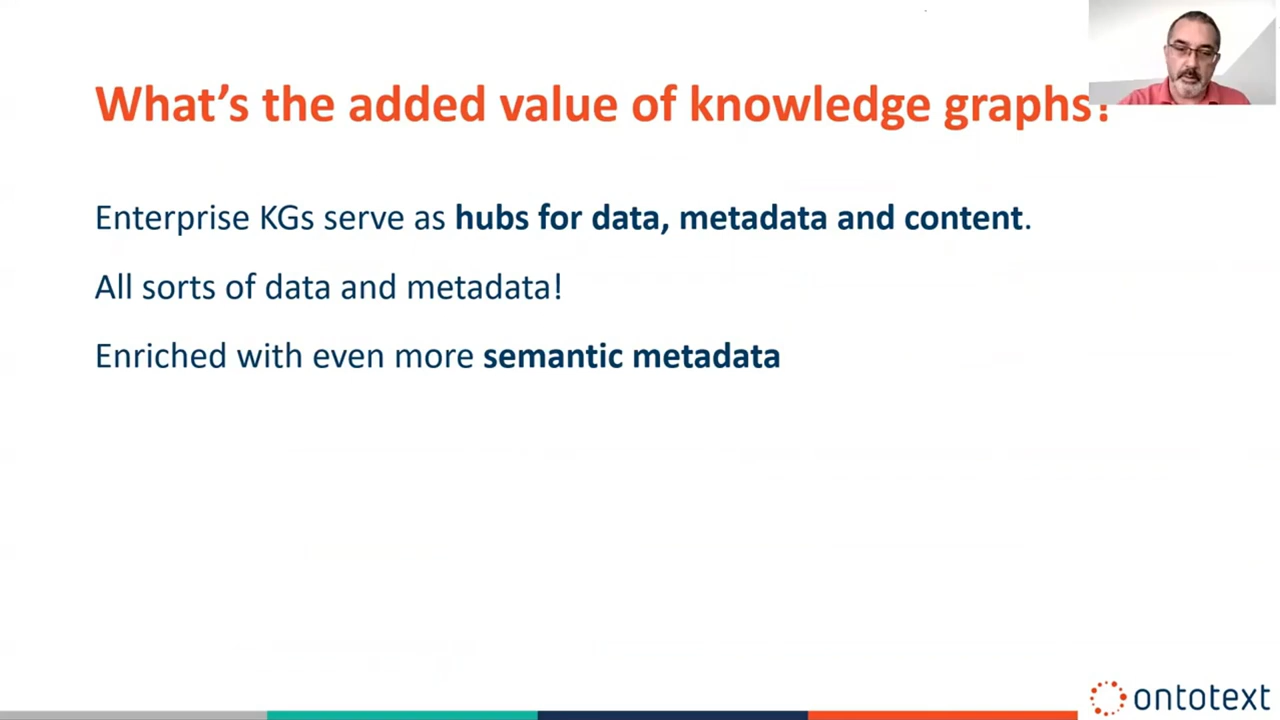 What's the added value of knowledge graphs?
Enterprise KGs serve as hubs for data, metadata and content.
All sorts of data and metadata!
Enriched with even more semantic metadata
ontotext